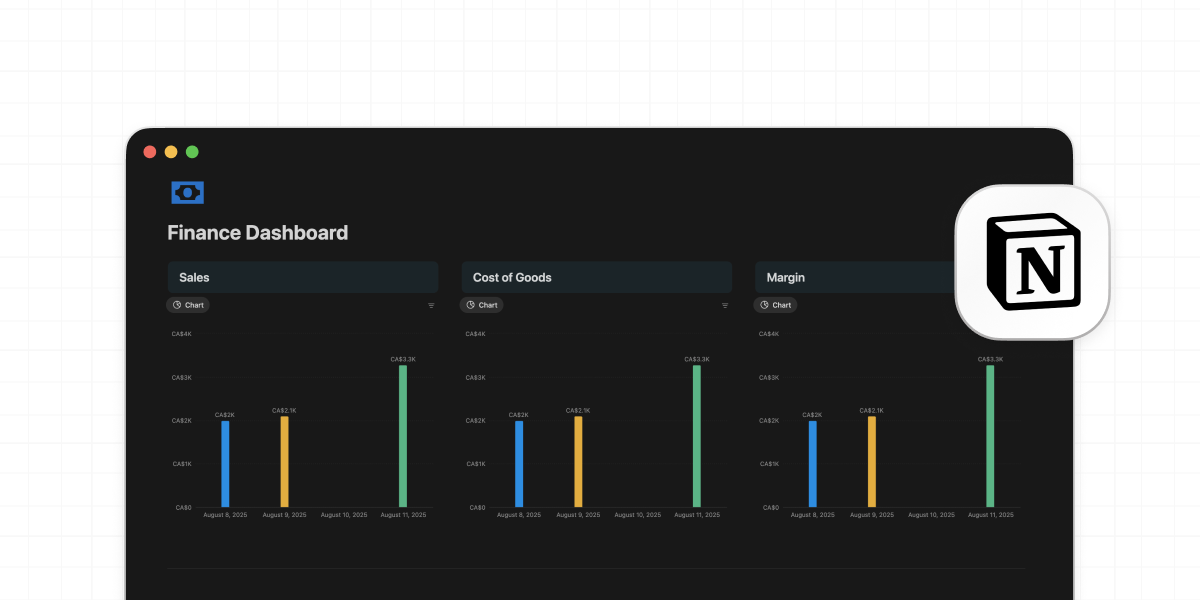 Finance Dashboard
Sales
Chart
CA$4K
CA$3K
CA$2K
CA$1K
CA$0
CA$2K
CA$2.1K
CA$3.3K
August 8, 2025
August 9, 2025
August 10, 2025
August 11, 2025
Cost of Goods
Chart
CA$4K
CA$3K
CA$2K
CA$1K
CA$0
CA$2K
CA$2.1K
CA$3.3K
August 8, 2025
August 9, 2025
August 10, 2025
August 11, 2025
Margin
Chart
CA$4K
CA$3K
CA$2K
CA$1K
CA$0
CA$2K
CA$2.1K
CA$3.3K
August 8, 2025
August 9, 2025
August 10, 2025
August 11, 2025
N